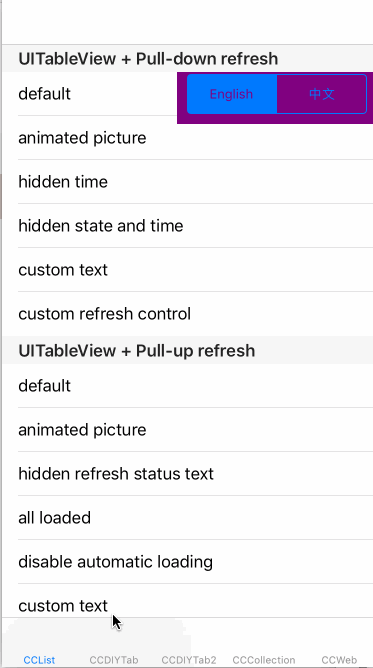 UITableView + Pull-down refresh
default
English
中文
animated picture
hidden time
hidden state and time
custom text
custom refresh control
UITableView + Pull-up refresh
default
animated picture
hidden refresh status text
all loaded
disable automatic loading
custom text
CCList
CCDIYTab
CCDIYTab2
CCCollection
CCWeb